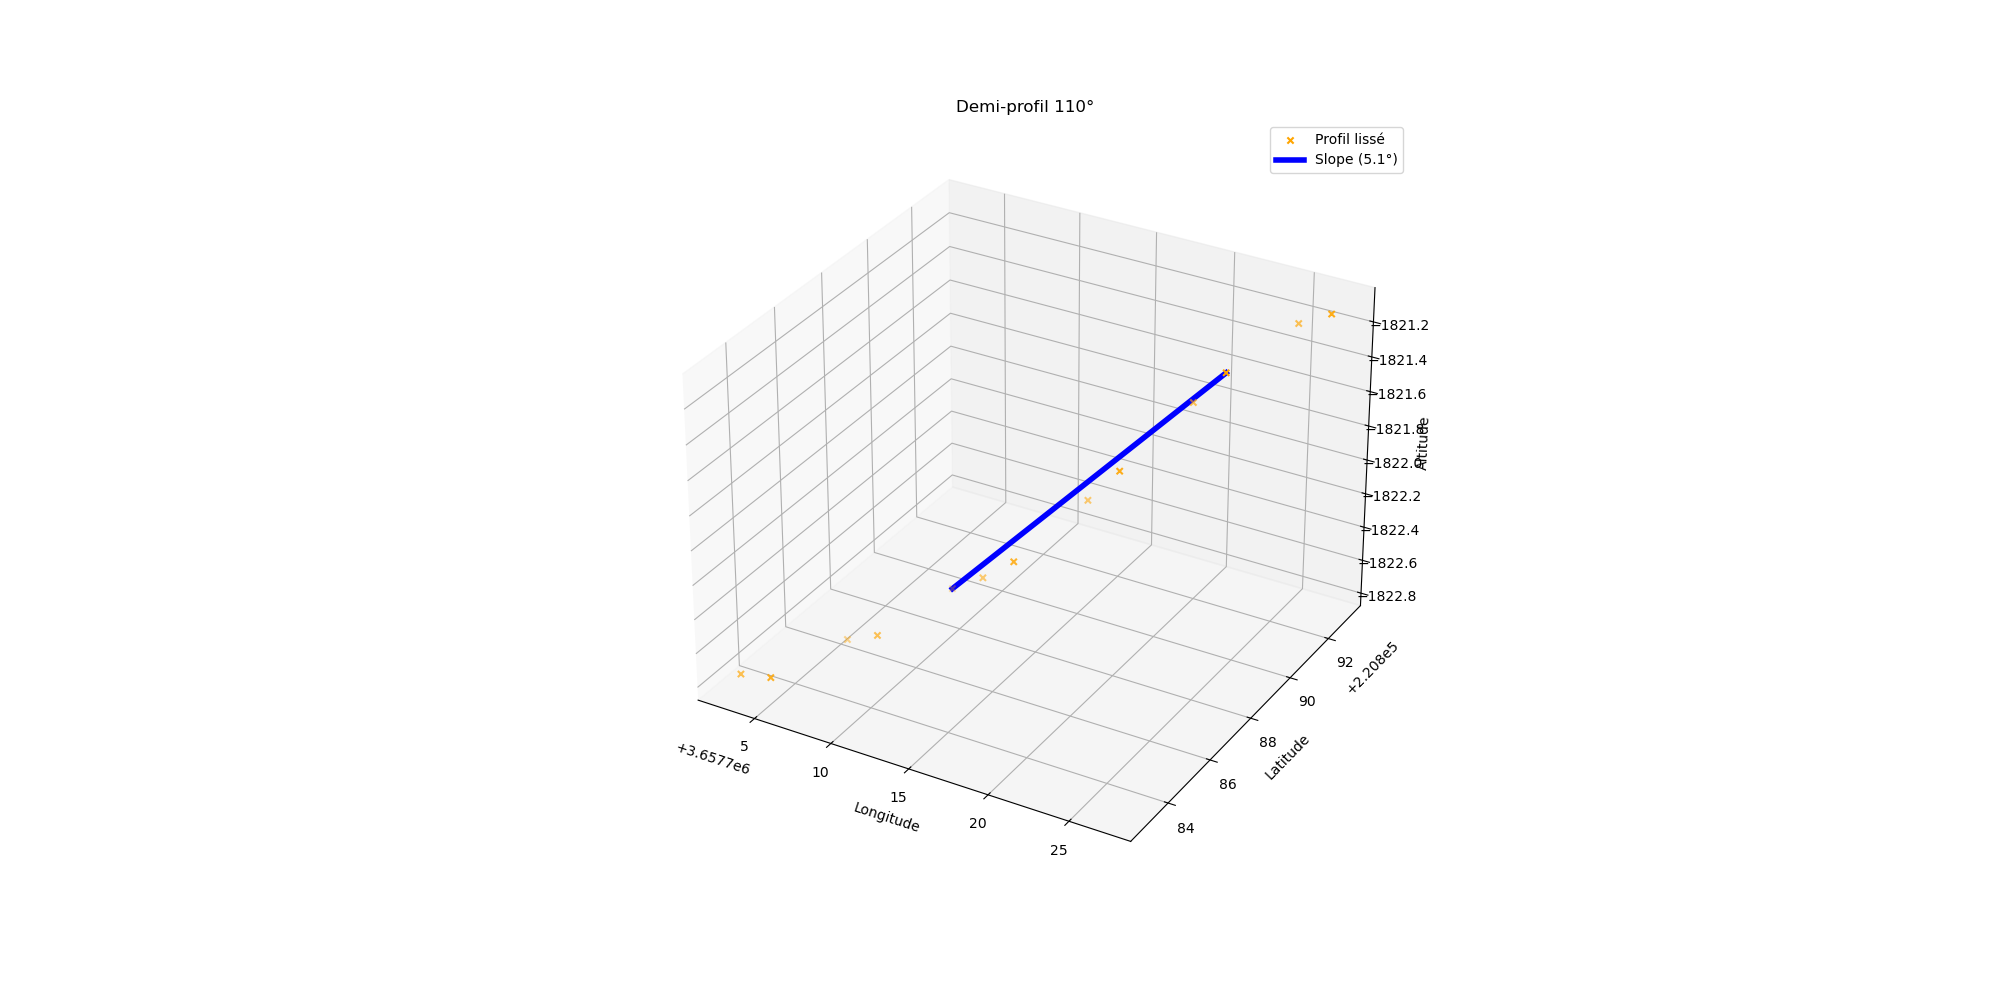 Demi-profil 110°
Profil lissé
Slope (5.1°)
−1821.2
−1821.4
−1821.6
−1821.8
−1822.0
−1822.2
−1822.4
−1822.6
−1822.8
Altitude
92
90
88
86
84
+2.208e5
Latitude
5
10
15
20
25
+3.6577e6
Longitude